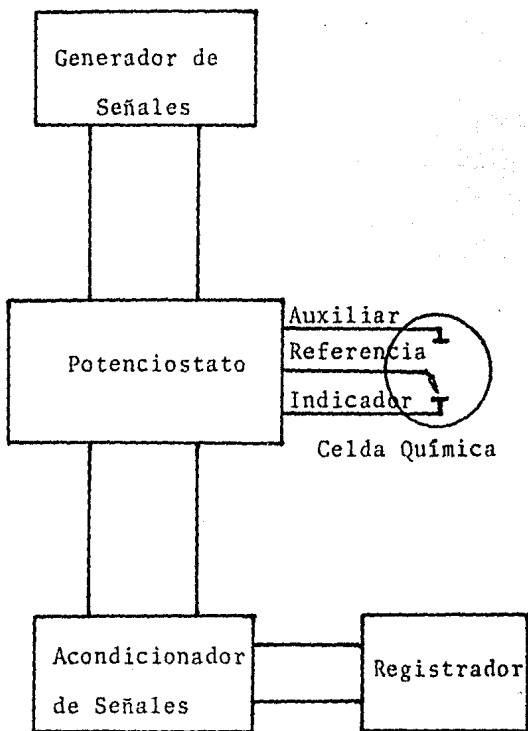 Generador de
Señales
Auxiliar
Potenciostato
Referencia
Indicador
Celda Química
Acondicionador
de Señales
Registrador